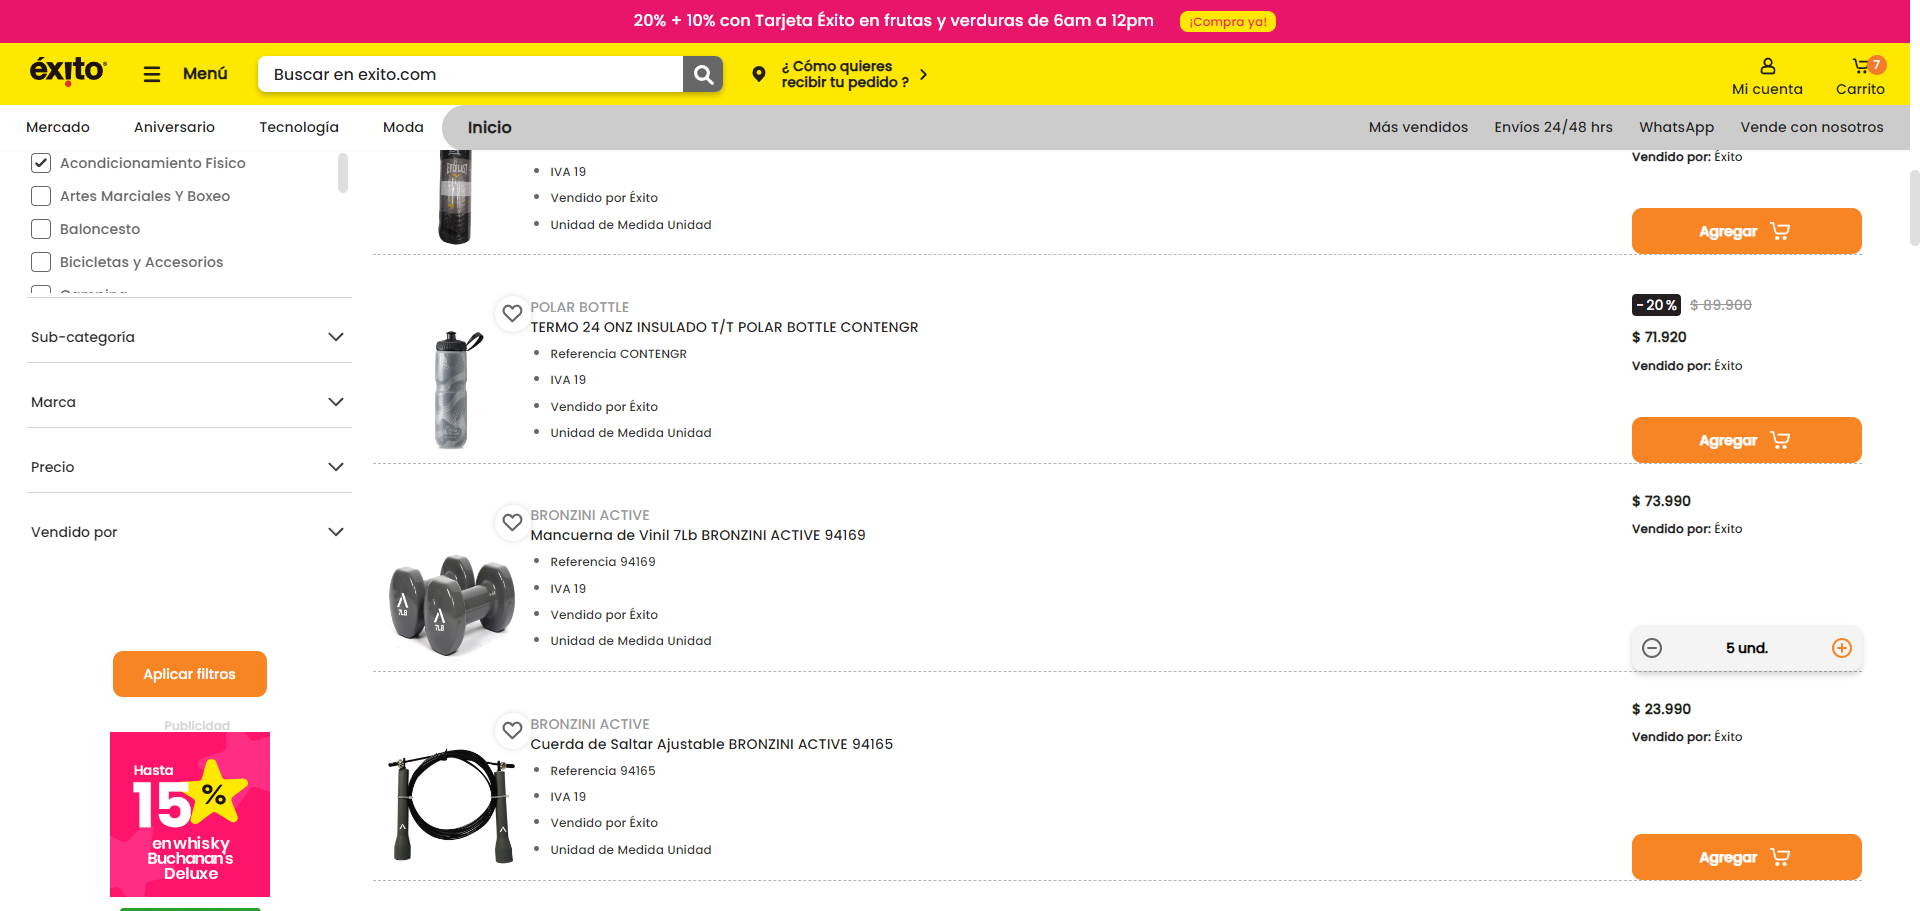 20% + 10% con Tarjeta Éxito en frutas y verduras de 6am a 12pm
¡Compra ya!
éxito
Menú
Buscar en exito.com
¿ Cómo quieres
recibir tu pedido ?
Mi cuenta
7
Carrito
Mercado
Aniversario
Tecnología
Moda
Inicio
Más vendidos
Envíos 24/48 hrs
WhatsApp
Vende con nosotros
Acondicionamiento Fisico
Artes Marciales Y Boxeo
Baloncesto
Bicicletas y Accesorios
Sub-categoría
Marca
Precio
Vendido por
Aplicar filtros
Publicidad
Hasta
15%
en whisky
Buchanan's
Deluxe
EVERLAST
IVA 19
Vendido por Éxito
Unidad de Medida Unidad
Vendido por: Éxito
Agregar
POLAR BOTTLE
TERMO 24 ONZ INSULADO T/T POLAR BOTTLE CONTENGR
Referencia CONTENGR
IVA 19
Vendido por Éxito
Unidad de Medida Unidad
-20% $ 89.900
$ 71.920
Vendido por: Éxito
Agregar
7LB
7LB
BRONZINI ACTIVE
Mancuerna de Vinil 7Lb BRONZINI ACTIVE 94169
Referencia 94169
IVA 19
Vendido por Éxito
Unidad de Medida Unidad
$ 73.990
Vendido por: Éxito
5 und.
BRONZINI ACTIVE
Cuerda de Saltar Ajustable BRONZINI ACTIVE 94165
Referencia 94165
IVA 19
Vendido por Éxito
Unidad de Medida Unidad
$ 23.990
Vendido por: Éxito
Agregar